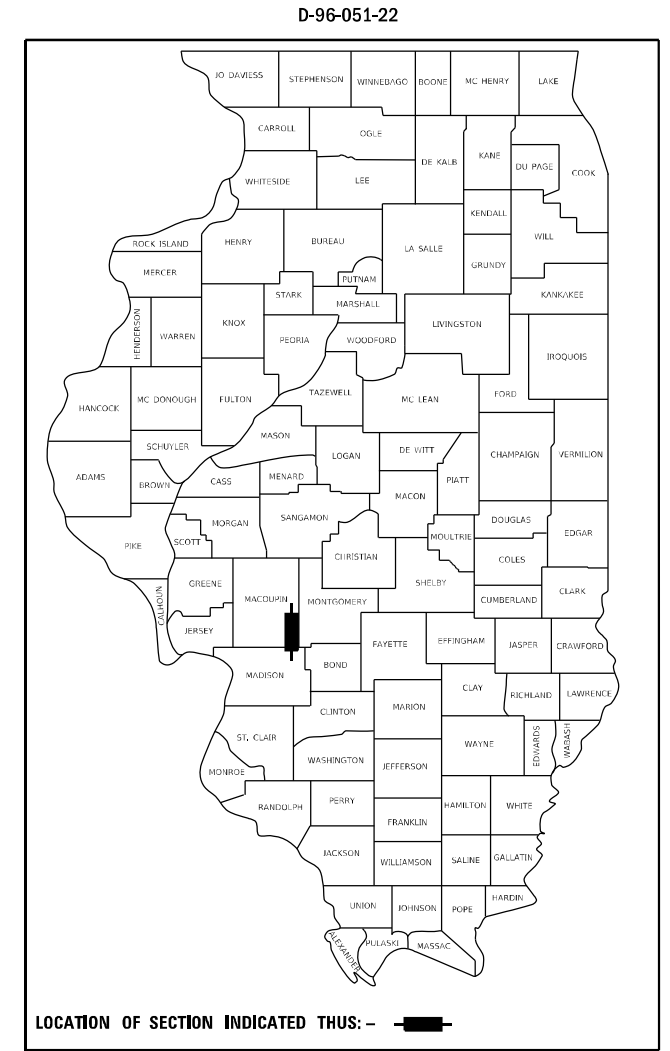 D-96-051-22
JO DAVIESS STEPHENSON WINNEBAGO BOONE MC HENRY LAKE
CARROLL OGLE
DE KALB KANE DU PAGE COOK
WHITESIDE LEE
KENDALL
ROCK ISLAND HENRY BUREAU LA SALLE WILL
MERCER PUTNAM GRUNDY
STARK MARSHALL KANKAKEE
HENDERSON WARREN KNOX PEORIA WOODFORD LIVINGSTON
IROQUOIS
HANCOCK MC DONOUGH FULTON TAZEWELL MC LEAN FORD
MASON
SCHUYLER LOGAN DE WITT CHAMPAIGN VERMILION
ADAMS BROWN CASS MENARD PIATT
MACON
MORGAN SANGAMON DOUGLAS
PIKE SCOTT CHRISTIAN MOULTRIE EDGAR
COLES
GREENE SHELBY
CALHOUN MACOUPIN MONTGOMERY CUMBERLAND CLARK
JERSEY FAYETTE EFFINGHAM JASPER CRAWFORD
MADISON BOND
CLAY RICHLAND LAWRENCE
CLINTON MARION
ST. CLAIR WAYNE EDWARDS WABASH
MONROE WASHINGTON JEFFERSON
RANDOLPH PERRY HAMILTON WHITE
FRANKLIN
JACKSON WILLIAMSON SALINE GALLATIN
UNION JOHNSON POPE HARDIN
ALEXANDER PULASKI MASSAC
LOCATION OF SECTION INDICATED THUS: –